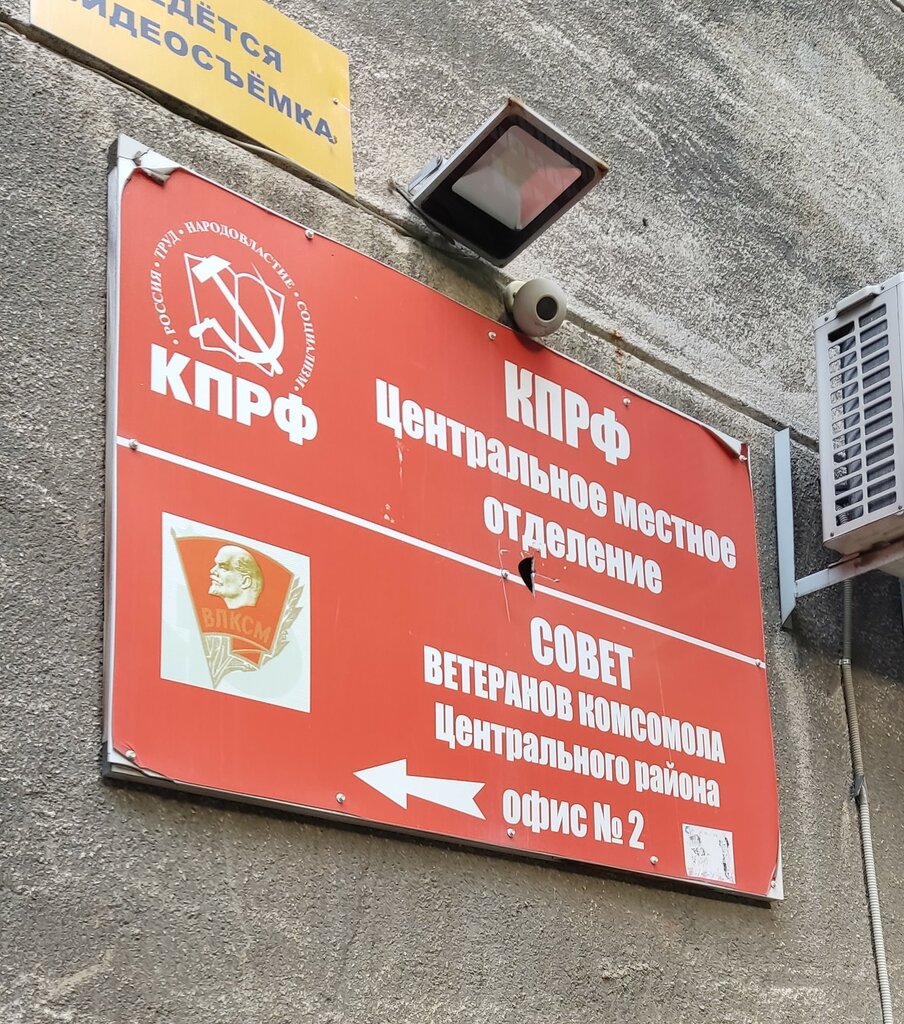 ВЕДЁТСЯ
ВИДЕОСЪЁМКА
• РОССИЯ • ТРУД • НАРОДОВЛАСТИЕ • СОЦИАЛИЗМ •
КПРФ
КПРФ
Центральное местное
отделение
ВЛКСМ
СОВЕТ
ВЕТЕРАНОВ КОМСОМОЛА
Центрального района
офис № 2